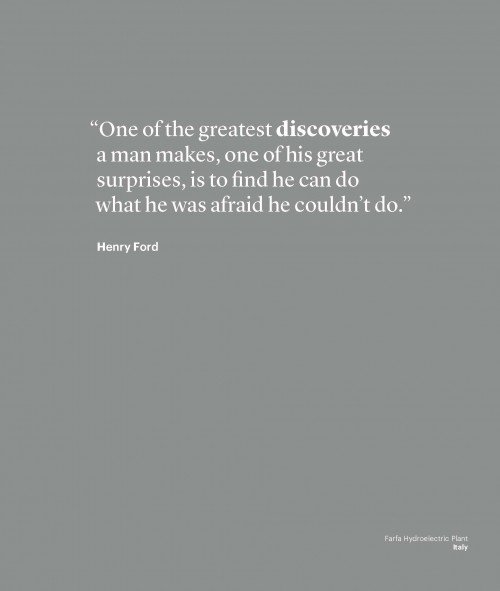 “One of the greatest discoveries
a man makes, one of his great
surprises, is to find he can do
what he was afraid he couldn’t do.”
Henry Ford
Farfa Hydroelectric Plant
Italy